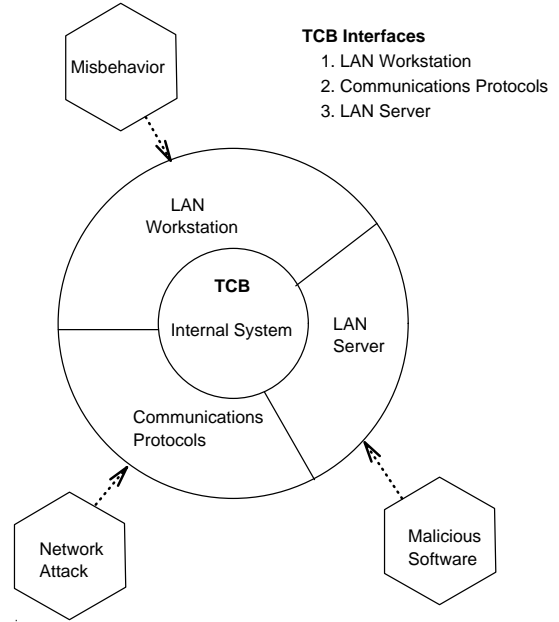 Misbehavior
TCB Interfaces
1. LAN Workstation
2. Communications Protocols
3. LAN Server
LAN
Workstation
TCB
Internal System
LAN
Server
Communications
Protocols
Network
Attack
Malicious
Software